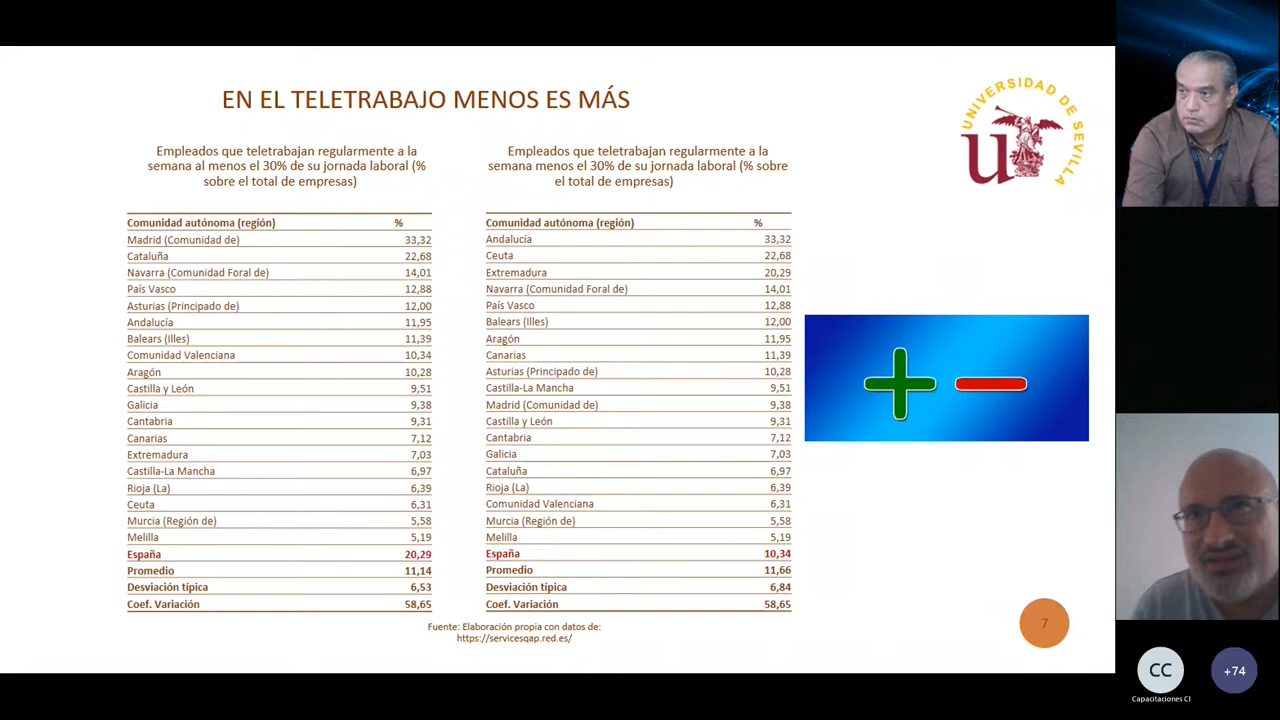 EN EL TELETRABAJO MENOS ES MÁS
UNIVERSIDAD DE SEVILLA
Empleados que teletrabajan regularmente a la
semana al menos el 30% de su jornada laboral (%
sobre el total de empresas)
Comunidad autónoma (región) %
Madrid (Comunidad de) 33,32
Cataluña 22,68
Navarra (Comunidad Foral de) 14,01
País Vasco 12,88
Asturias (Principado de) 12,00
Andalucía 11,95
Balears (Illes) 11,39
Comunidad Valenciana 10,34
Aragón 10,28
Castilla y León 9,51
Galicia 9,38
Cantabria 9,31
Canarias 7,12
Extremadura 7,03
Castilla-La Mancha 6,97
Rioja (La) 6,39
Ceuta 6,31
Murcia (Región de) 5,58
Melilla 5,19
España 20,29
Promedio 11,14
Desviación típica 6,53
Coef. Variación 58,65
Empleados que teletrabajan regularmente a la
semana menos el 30% de su jornada laboral (% sobre
el total de empresas)
Comunidad autónoma (región) %
Andalucía 33,32
Ceuta 22,68
Extremadura 20,29
Navarra (Comunidad Foral de) 14,01
País Vasco 12,88
Balears (Illes) 12,00
Aragón 11,95
Canarias 11,39
Asturias (Principado de) 10,28
Castilla-La Mancha 9,51
Madrid (Comunidad de) 9,38
Castilla y León 9,31
Cantabria 7,12
Galicia 7,03
Cataluña 6,97
Rioja (La) 6,39
Comunidad Valenciana 6,31
Murcia (Región de) 5,58
Melilla 5,19
España 10,34
Promedio 11,66
Desviación típica 6,84
Coef. Variación 58,65
Fuente: Elaboración propia con datos de:
https://servicesqap.red.es/
7
CC
+74
Capacitaciones CI